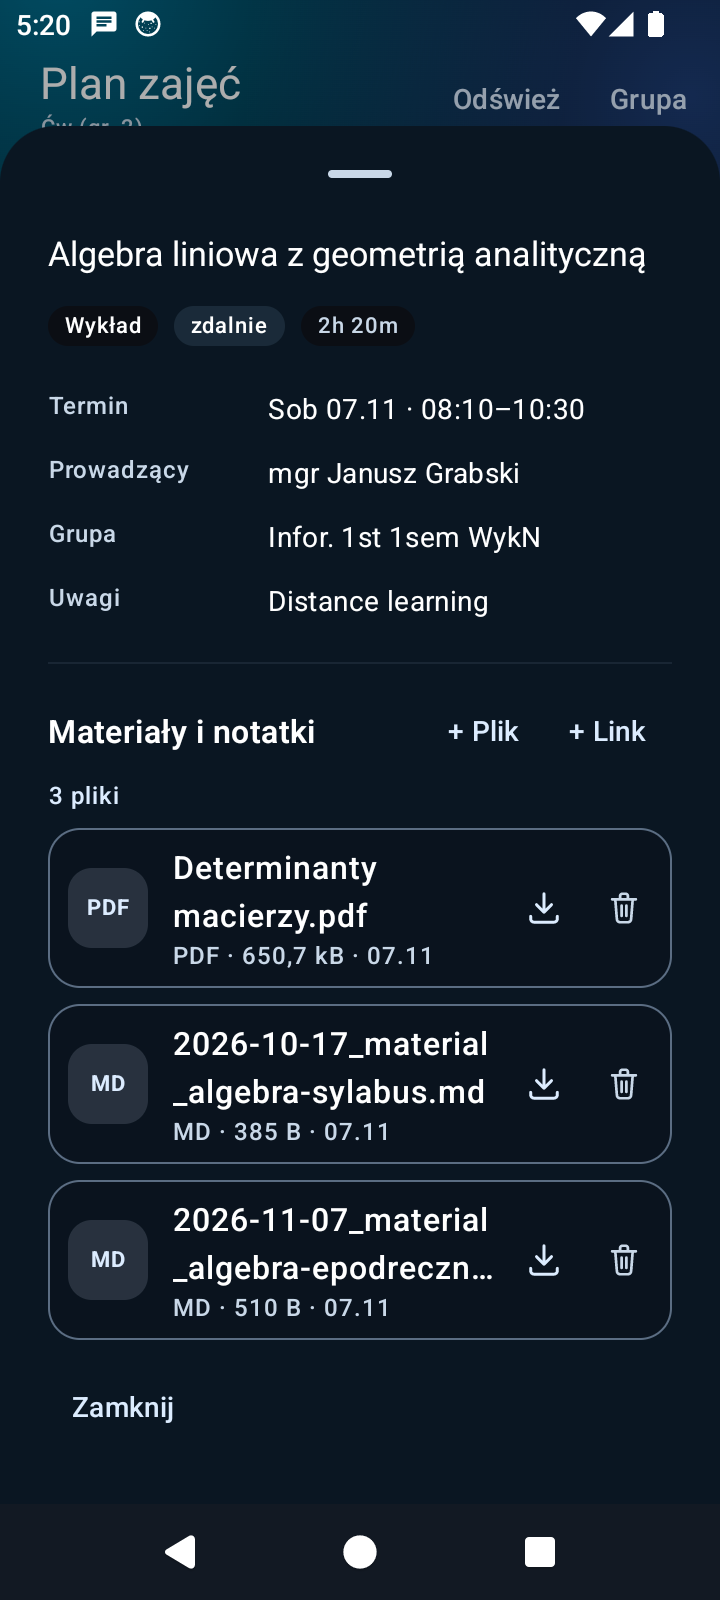 5:20
Plan zajęć
Odśwież
Grupa
Ćw (gr. 2)
Algebra liniowa z geometrią analityczną
Wykład
zdalnie
2h 20m
Termin
Sob 07.11 · 08:10–10:30
Prowadzący
mgr Janusz Grabski
Grupa
Infor. 1st 1sem WykN
Uwagi
Distance learning
Materiały i notatki
+ Plik
+ Link
3 pliki
PDF
Determinanty
macierzy.pdf
PDF · 650,7 kB · 07.11
MD
2026-10-17_material
_algebra-sylabus.md
MD · 385 B · 07.11
MD
2026-11-07_material
_algebra-epodreczn…
MD · 510 B · 07.11
Zamknij